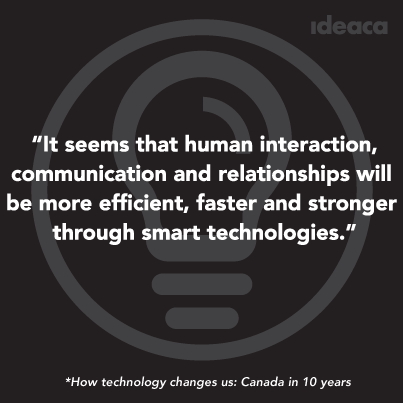 ideaca
“It seems that human interaction,
communication and relationships will
be more efficient, faster and stronger
through smart technologies.”
*How technology changes us: Canada in 10 years